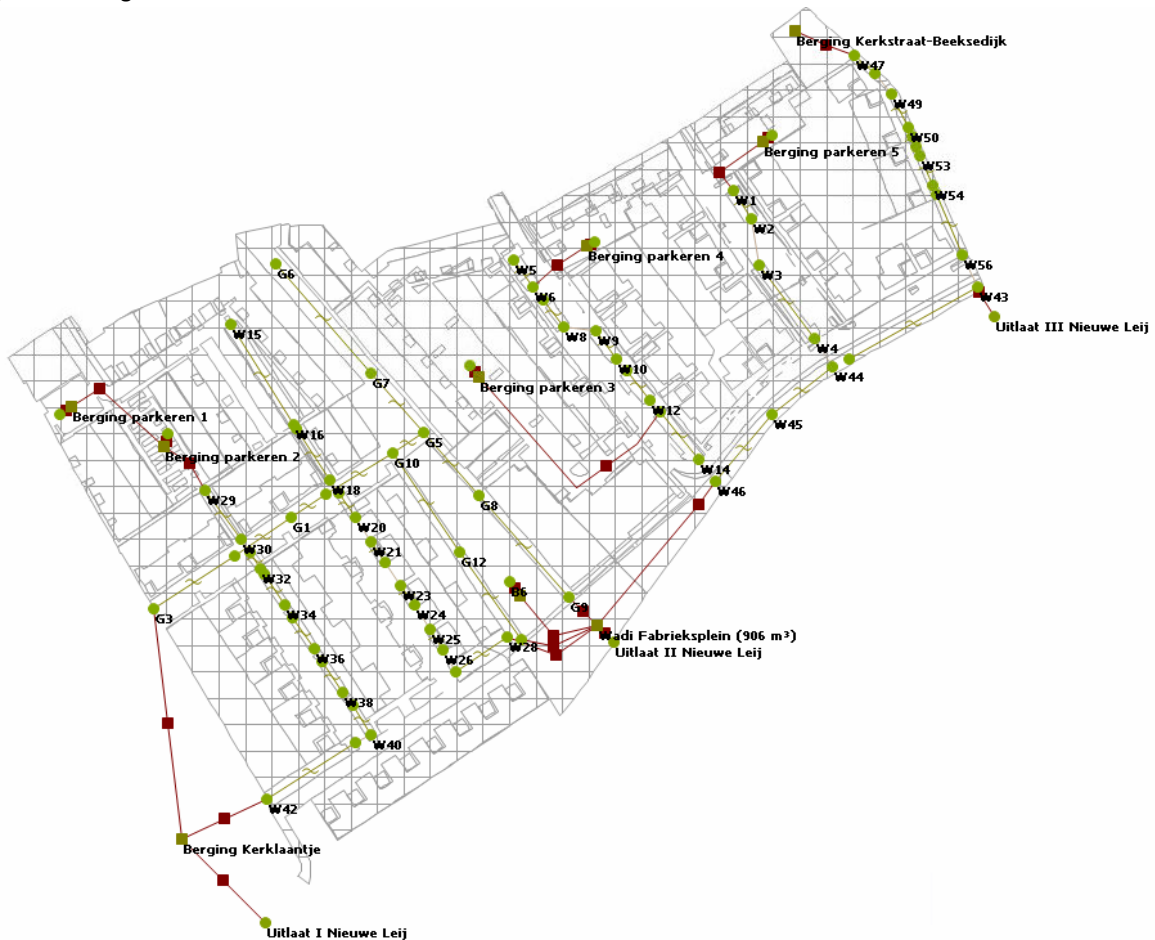 Berging Kerkstraat-Beeksedijk
W47
W49
W50
Berging parkeren 5
W53
W54
W1
W2
Berging parkeren 4
W56
W5
G6
W3
W6
W43
Uitlaat III Nieuwe Leij
W15
W8
W9
W4
W10
W44
G7
Berging parkeren 3
Berging parkeren 1
W12
W45
W16
G5
Berging parkeren 2
G10
W14
W18
W46
W29
G8
G1
W20
W30
W21
G12
W32
W23
B6
G3
W34
W24
G9
W25
Wadi Fabrieksplein (906 m³)
W28
Uitlaat II Nieuwe Leij
W36
W26
W38
W40
W42
Berging Kerklaantje
Uitlaat I Nieuwe Leij